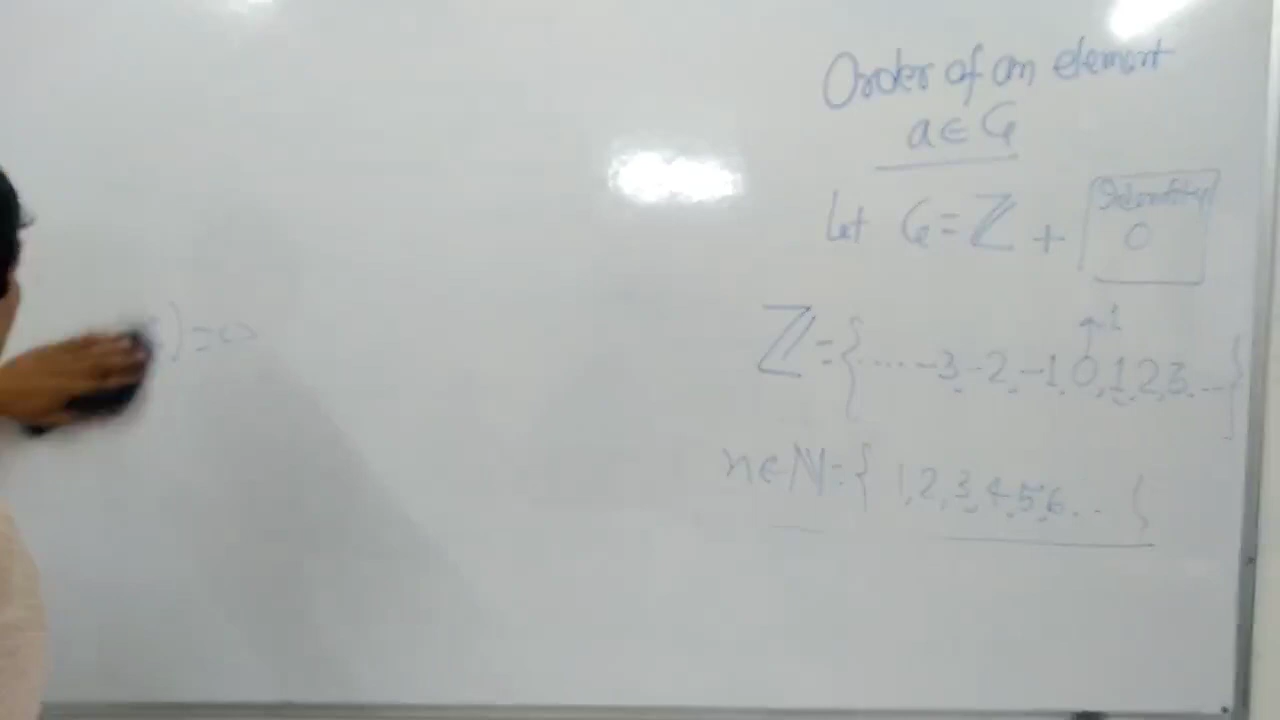 Order of an element
a ∈ G
Let G = ℤ +
Identity
0
1
ℤ = { .... -3, -2, -1, 0, 1, 2, 3, ... }
n ∈ ℕ = { 1, 2, 3, 4, 5, 6, .. }
) = ∞